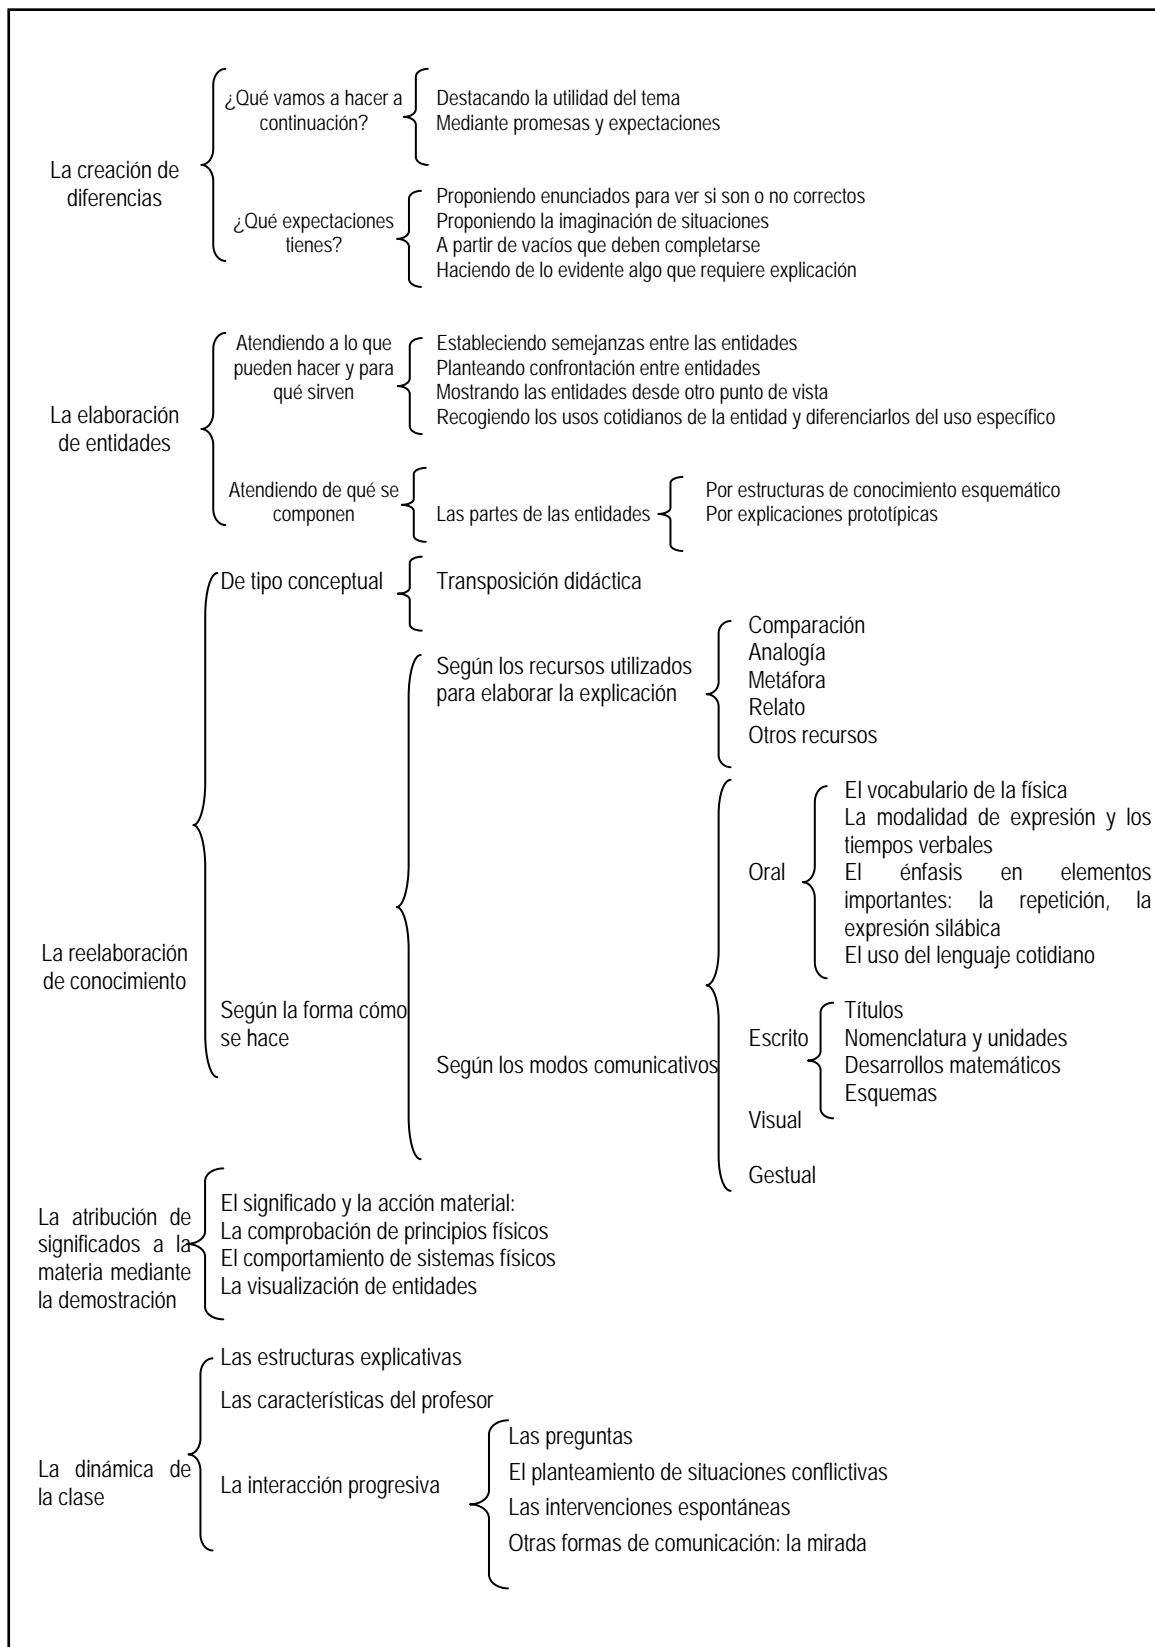 ¿Qué vamos a hacer a
continuación?
Destacando la utilidad del tema
Mediante promesas y expectaciones
La creación de
diferencias
¿Qué expectaciones
tienes?
Proponiendo enunciados para ver si son o no correctos
Proponiendo la imaginación de situaciones
A partir de vacíos que deben completarse
Haciendo de lo evidente algo que requiere explicación
La elaboración
de entidades
Atendiendo a lo que
pueden hacer y para
qué sirven
Estableciendo semejanzas entre las entidades
Planteando confrontación entre entidades
Mostrando las entidades desde otro punto de vista
Recogiendo los usos cotidianos de la entidad y diferenciarlos del uso específico
Atendiendo de qué se
componen
Las partes de las entidades
Por estructuras de conocimiento esquemático
Por explicaciones prototípicas
La reelaboración
de conocimiento
De tipo conceptual
Transposición didáctica
Según la forma cómo
se hace
Según los recursos utilizados
para elaborar la explicación
Comparación
Analogía
Metáfora
Relato
Otros recursos
Según los modos comunicativos
Oral
El vocabulario de la física
La modalidad de expresión y los
tiempos verbales
El énfasis en elementos
importantes: la repetición, la
expresión silábica
El uso del lenguaje cotidiano
Escrito
Títulos
Nomenclatura y unidades
Desarrollos matemáticos
Esquemas
Visual
Gestual
La atribución de
significados a la
materia mediante
la demostración
El significado y la acción material:
La comprobación de principios físicos
El comportamiento de sistemas físicos
La visualización de entidades
La dinámica de
la clase
Las estructuras explicativas
Las características del profesor
La interacción progresiva
Las preguntas
El planteamiento de situaciones conflictivas
Las intervenciones espontáneas
Otras formas de comunicación: la mirada